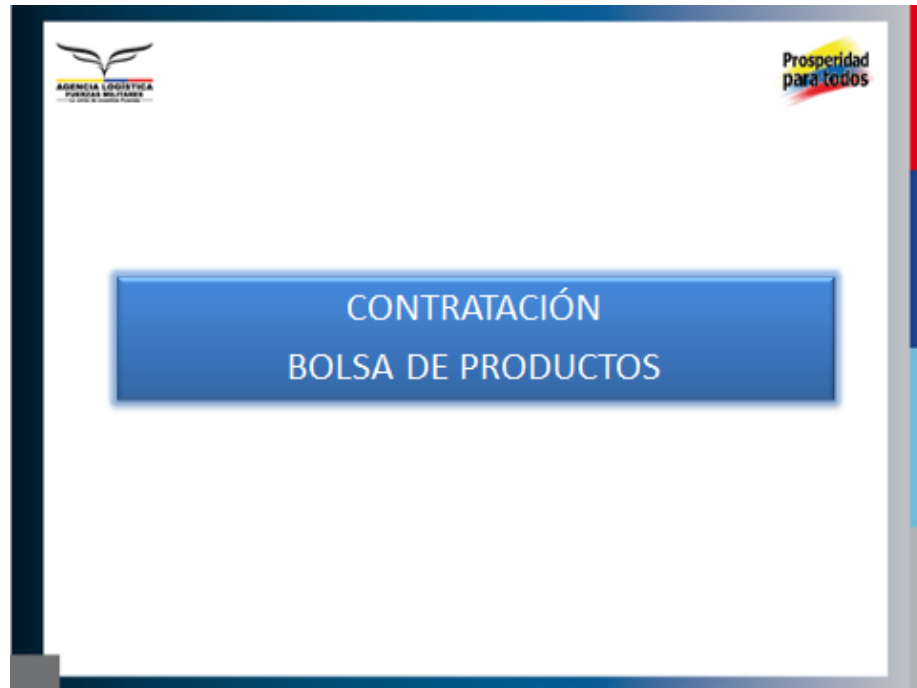 AGENCIA LOGÍSTICA
FUERZAS MILITARES
Prosperidad
para todos
CONTRATACIÓN
BOLSA DE PRODUCTOS